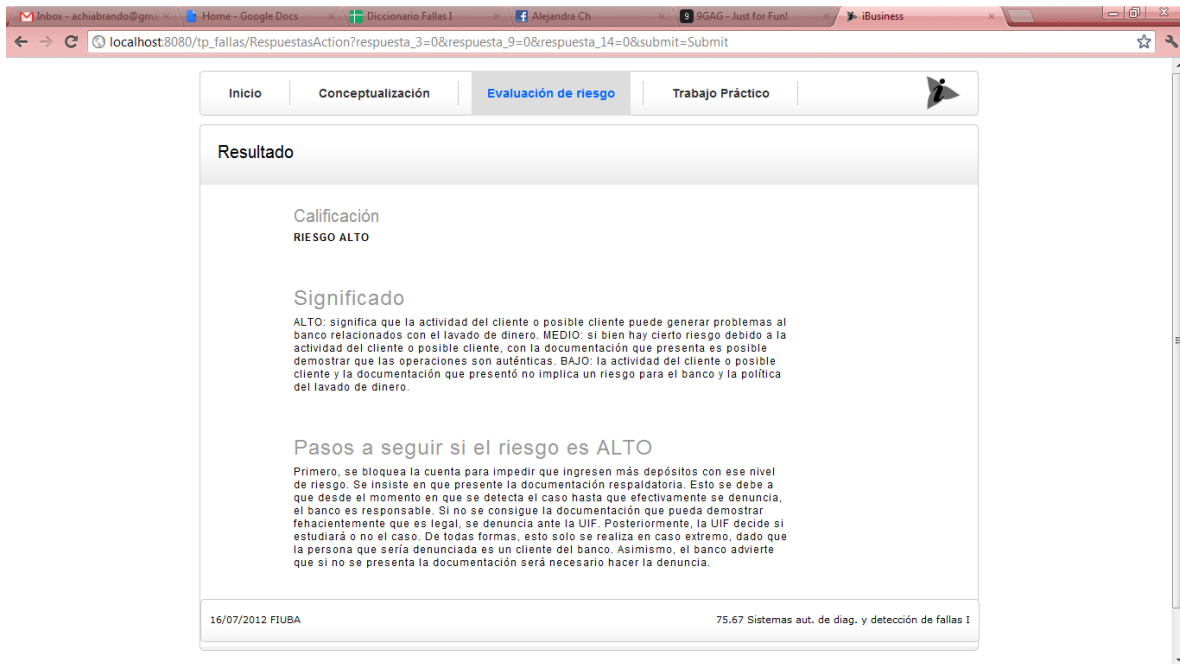 Inbox - achiabrando@gma
Home - Google Docs
Diccionario Fallas I
Alejandra Ch
9GAG - Just for Fun!
iBusiness
localhost:8080/tp_fallas/RespuestasAction?respuesta_3=0&respuesta_9=0&respuesta_14=0&submit=Submit
Inicio
Conceptualización
Evaluación de riesgo
Trabajo Práctico
Resultado
Calificación
RIESGO ALTO
Significado
ALTO: significa que la actividad del cliente o posible cliente puede generar problemas al
banco relacionados con el lavado de dinero. MEDIO: si bien hay cierto riesgo debido a la
actividad del cliente o posible cliente, con la documentación que presenta es posible
demostrar que las operaciones son auténticas. BAJO: la actividad del cliente o posible
cliente y la documentación que presentó no implica un riesgo para el banco y la política
del lavado de dinero.
Pasos a seguir si el riesgo es ALTO
Primero, se bloquea la cuenta para impedir que ingresen más depósitos con ese nivel
de riesgo. Se insiste en que presente la documentación respaldatoria. Esto se debe a
que desde el momento en que se detecta el caso hasta que efectivamente se denuncia,
el banco es responsable. Si no se consigue la documentación que pueda demostrar
fehacientemente que es legal, se denuncia ante la UIF. Posteriormente, la UIF decide si
estudiará o no el caso. De todas formas, esto solo se realiza en caso extremo, dado que
la persona que sería denunciada es un cliente del banco. Asimismo, el banco advierte
que si no se presenta la documentación será necesario hacer la denuncia.
16/07/2012 FIUBA
75.67 Sistemas aut. de diag. y detección de fallas I